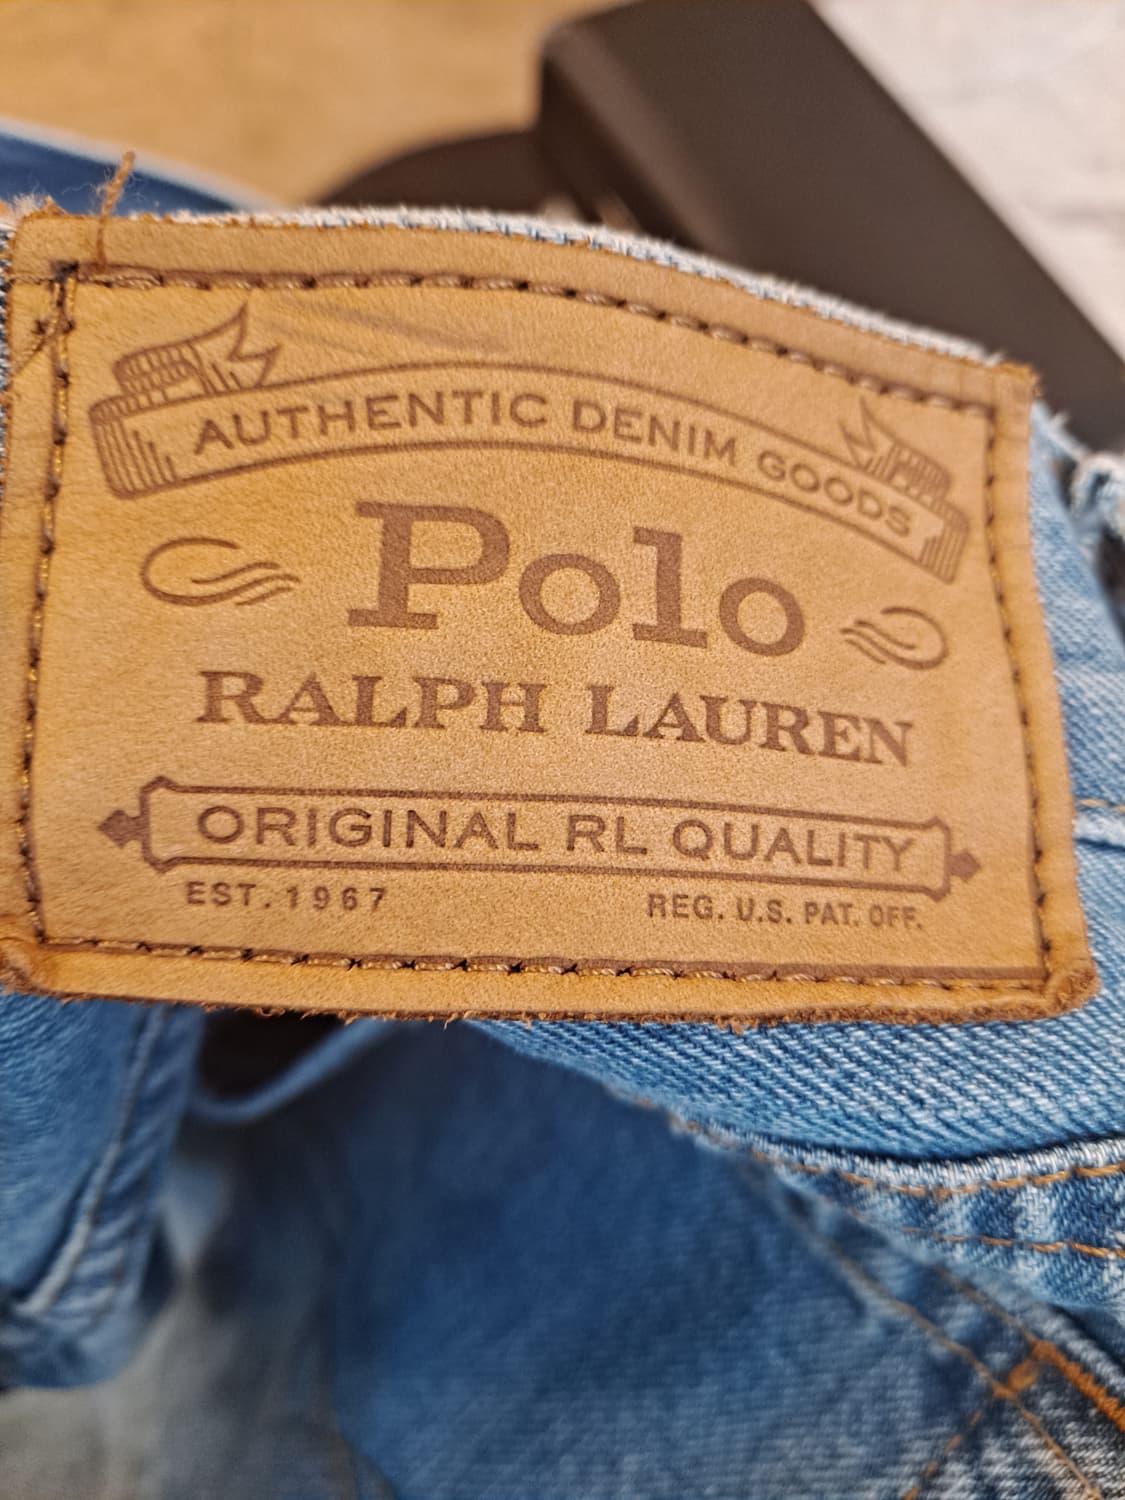 AUTHENTIC DENIM GOODS
Polo
RALPH LAUREN
ORIGINAL RL QUALITY
EST. 1967 REG. U.S. PAT. OFF.